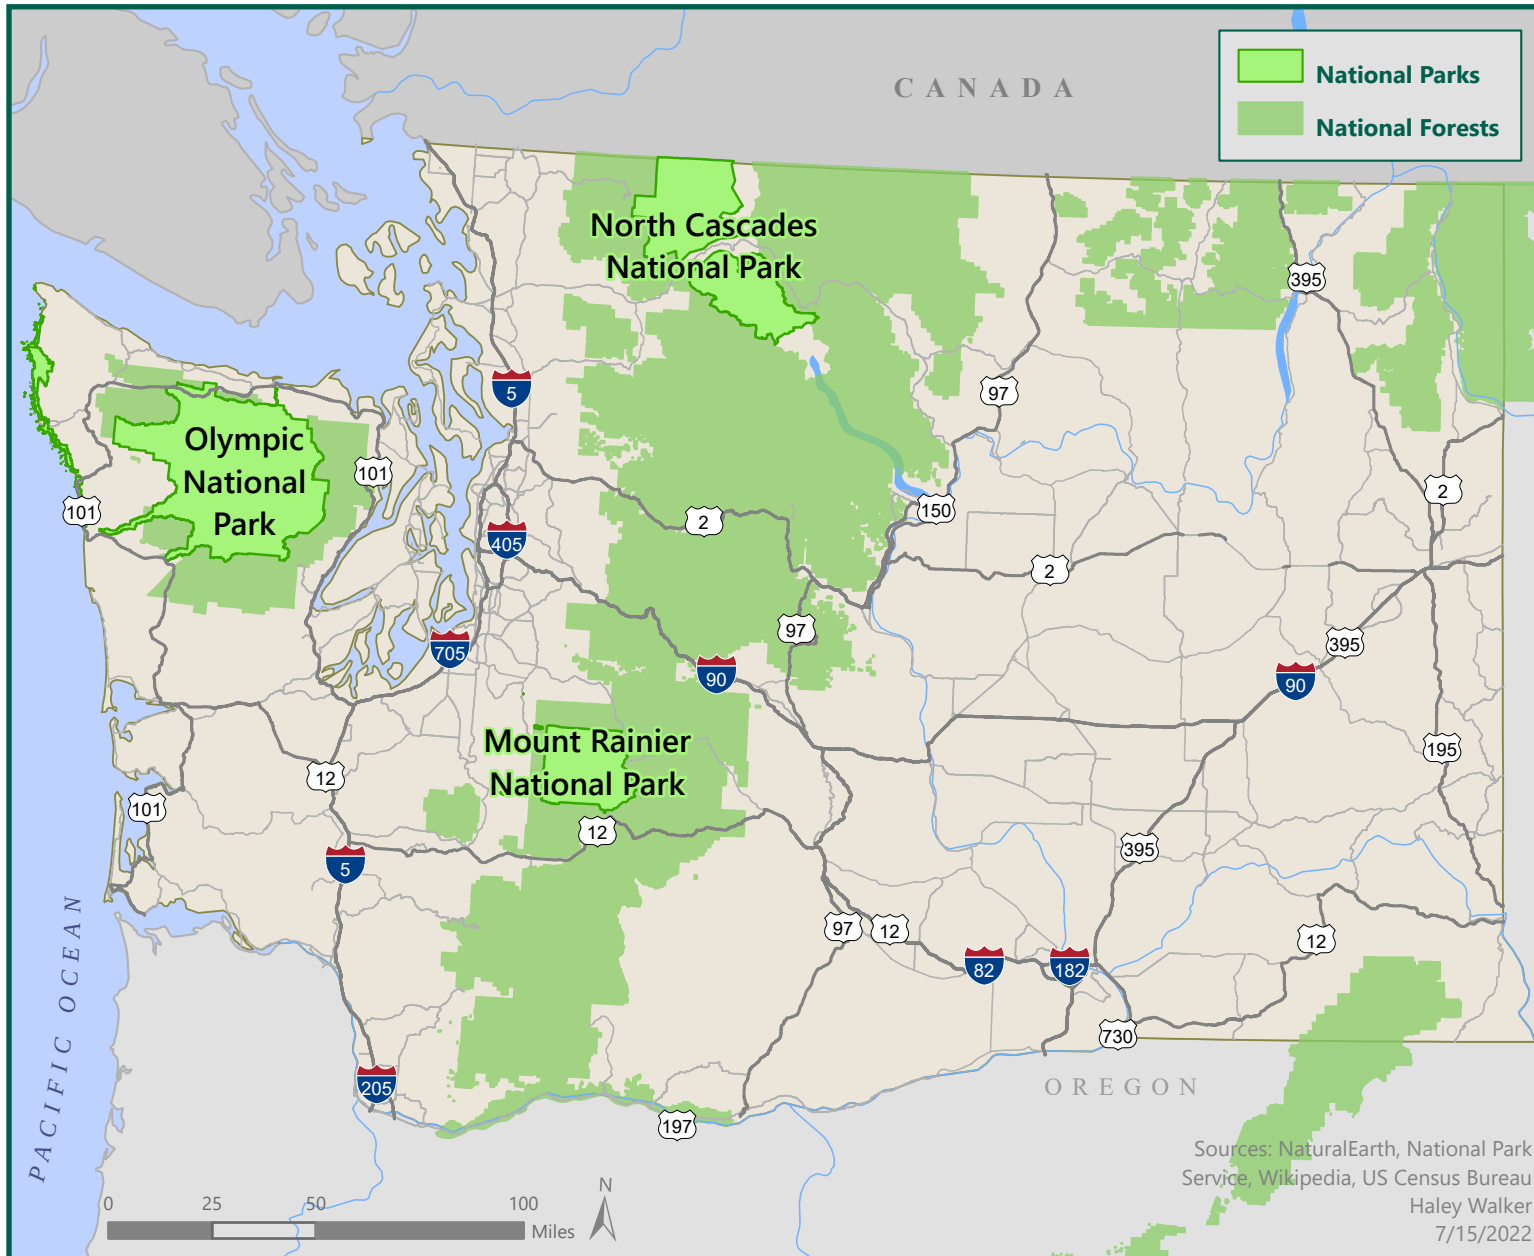 CANADA
National Parks
National Forests
North Cascades
National Park
395
5
97
Olympic
National
Park
101
101
2
150
2
405
2
97
395
705
90
90
Mount Rainier
National Park
195
12
101
12
395
5
97
12
12
82
182
730
205
197
PACIFIC OCEAN
OREGON
Sources: NaturalEarth, National Park
Service, Wikipedia, US Census Bureau
Haley Walker
7/15/2022
0 25 50 100
Miles
N